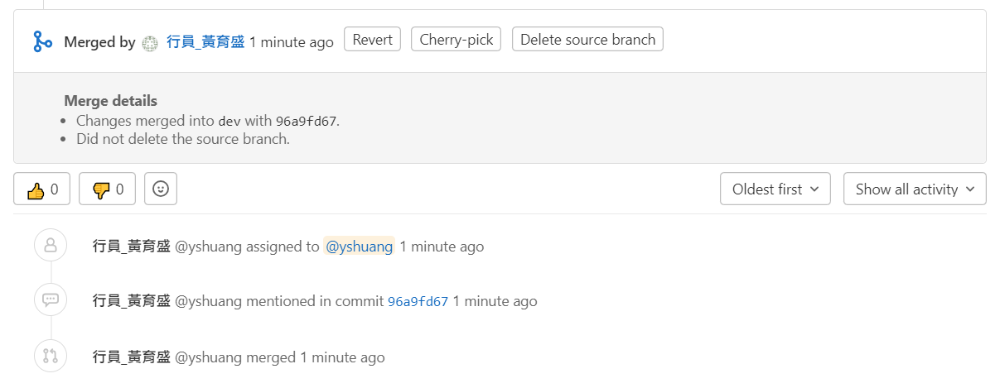 Merged by 行員_黃育盛 1 minute ago Revert Cherry-pick Delete source branch
Merge details
Changes merged into dev with 96a9fd67.
Did not delete the source branch.
0 0 Oldest first Show all activity
行員_黃育盛 @yshuang assigned to @yshuang 1 minute ago
行員_黃育盛 @yshuang mentioned in commit 96a9fd67 1 minute ago
行員_黃育盛 @yshuang merged 1 minute ago